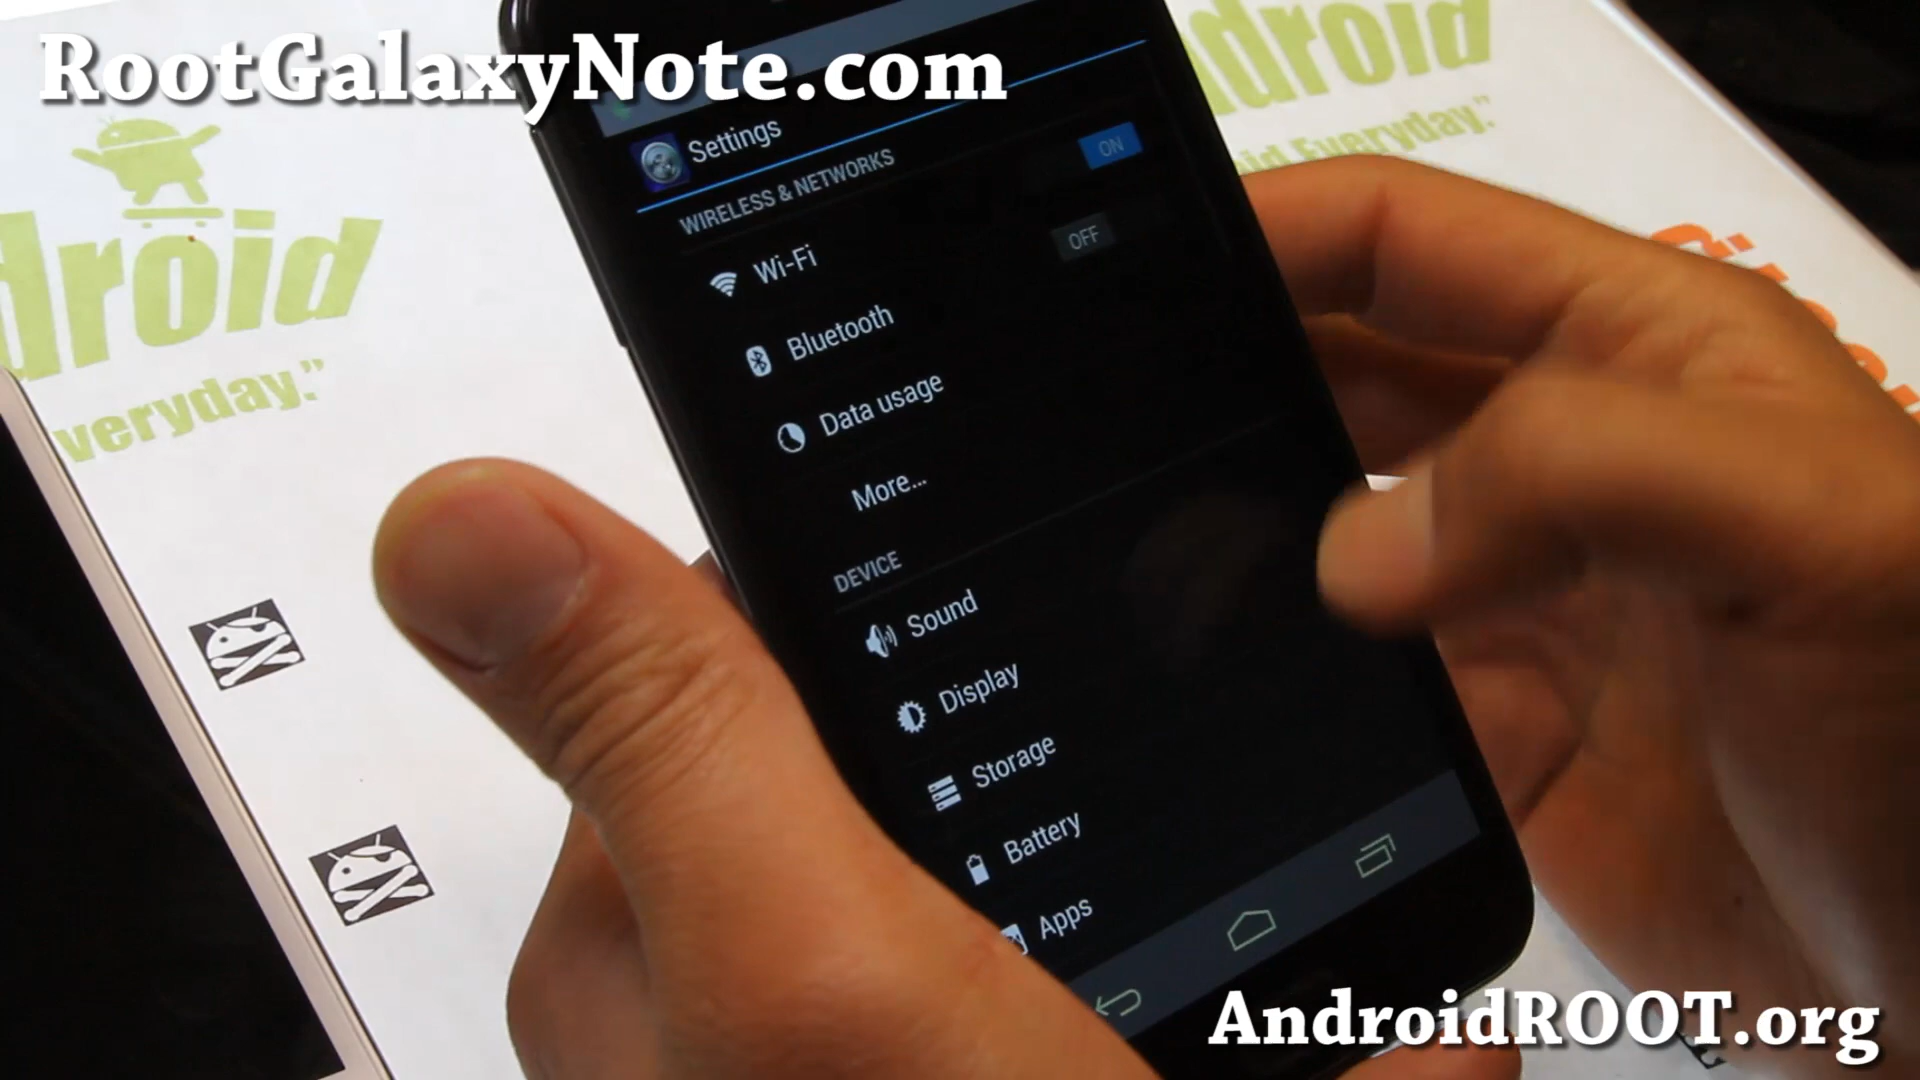 RootGalaxyNote.com
Settings
WIRELESS & NETWORKS
ON
Wi-Fi
OFF
Bluetooth
Data usage
More...
DEVICE
Sound
Display
Storage
Battery
Apps
droid
veryday."
droid
Everyday."
AndroidROOT.org